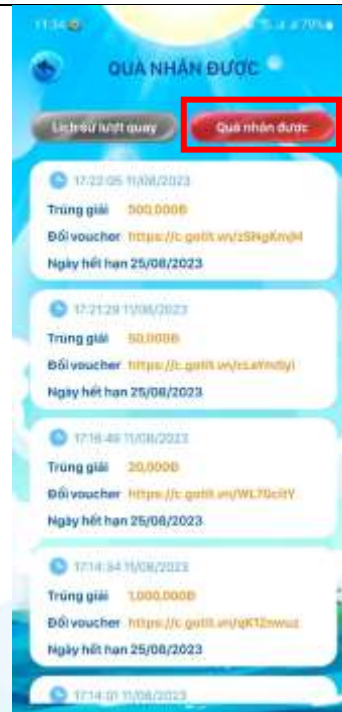 11:34
79%
QUÀ NHẬN ĐƯỢC
Lịch sử lượt quay
Quà nhận được
17:22:05 11/08/2023
Trúng giải 500,000Đ
Đổi voucher https://c.gotit.vn/
Ngày hết hạn 25/08/2023
17:21:29 11/08/2023
Trúng giải 50,000Đ
Đổi voucher https://c.gotit.vn/
Ngày hết hạn 25/08/2023
17:16:49 11/08/2023
Trúng giải 20,000Đ
Đổi voucher https://c.gotit.vn/
Ngày hết hạn 25/08/2023
17:14:34 11/08/2023
Trúng giải 1,000,000Đ
Đổi voucher https://c.gotit.vn/
Ngày hết hạn 25/08/2023
17:14:01 11/08/2023